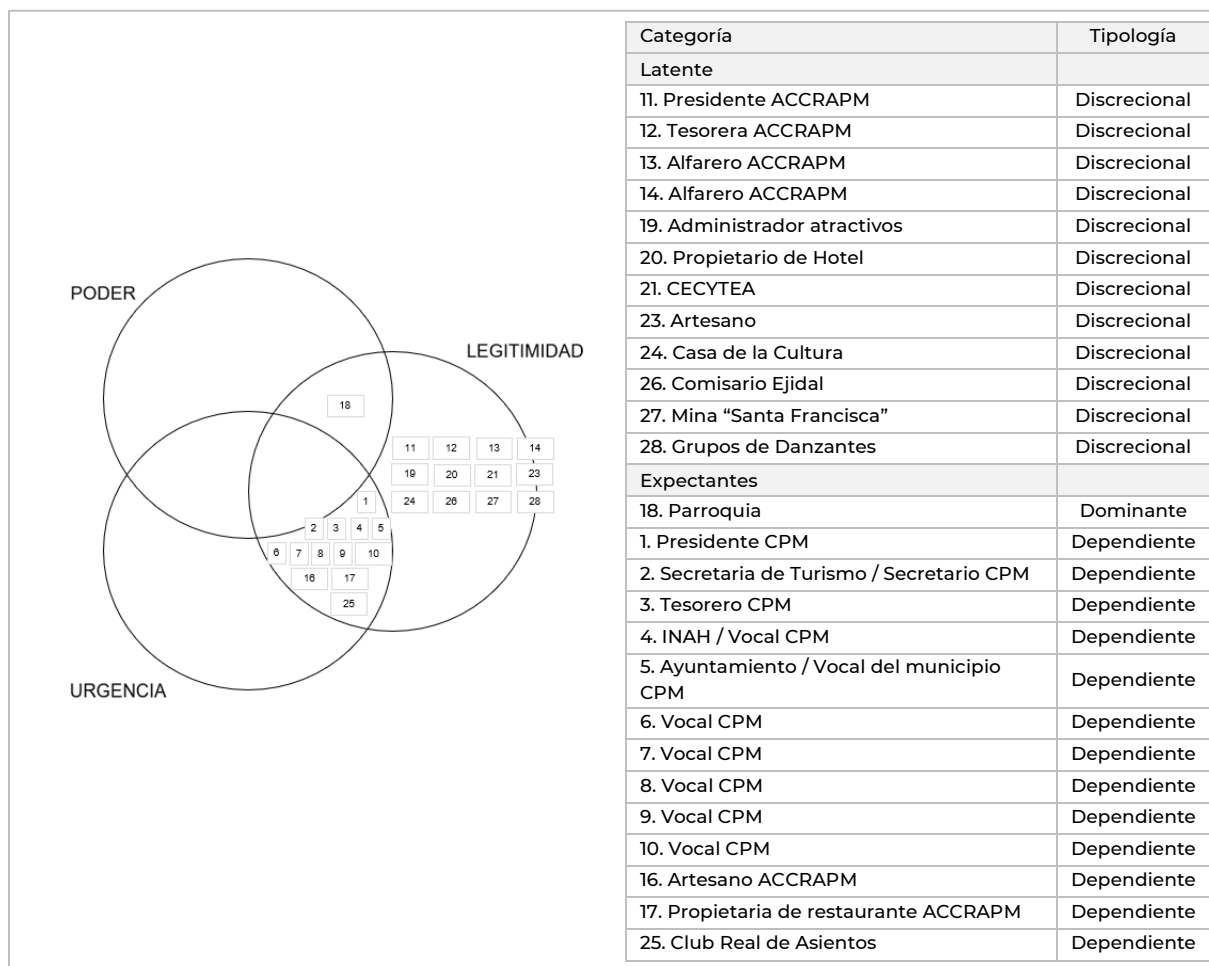 PODER
LEGITIMIDAD
18
11 12 13 14
19 20 21 23
1 24 26 27 28
2 3 4 5
6 7 8 9 10
16 17
25
URGENCIA
Categoría Tipología
Latente
11. Presidente ACCRAPM Discrecional
12. Tesorera ACCRAPM Discrecional
13. Alfarero ACCRAPM Discrecional
14. Alfarero ACCRAPM Discrecional
19. Administrador atractivos Discrecional
20. Propietario de Hotel Discrecional
21. CECYTEA Discrecional
23. Artesano Discrecional
24. Casa de la Cultura Discrecional
26. Comisario Ejidal Discrecional
27. Mina “Santa Francisca” Discrecional
28. Grupos de Danzantes Discrecional
Expectantes
18. Parroquia Dominante
1. Presidente CPM Dependiente
2. Secretaria de Turismo / Secretario CPM Dependiente
3. Tesorero CPM Dependiente
4. INAH / Vocal CPM Dependiente
5. Ayuntamiento / Vocal del municipio
CPM Dependiente
6. Vocal CPM Dependiente
7. Vocal CPM Dependiente
8. Vocal CPM Dependiente
9. Vocal CPM Dependiente
10. Vocal CPM Dependiente
16. Artesano ACCRAPM Dependiente
17. Propietaria de restaurante ACCRAPM Dependiente
25. Club Real de Asientos Dependiente